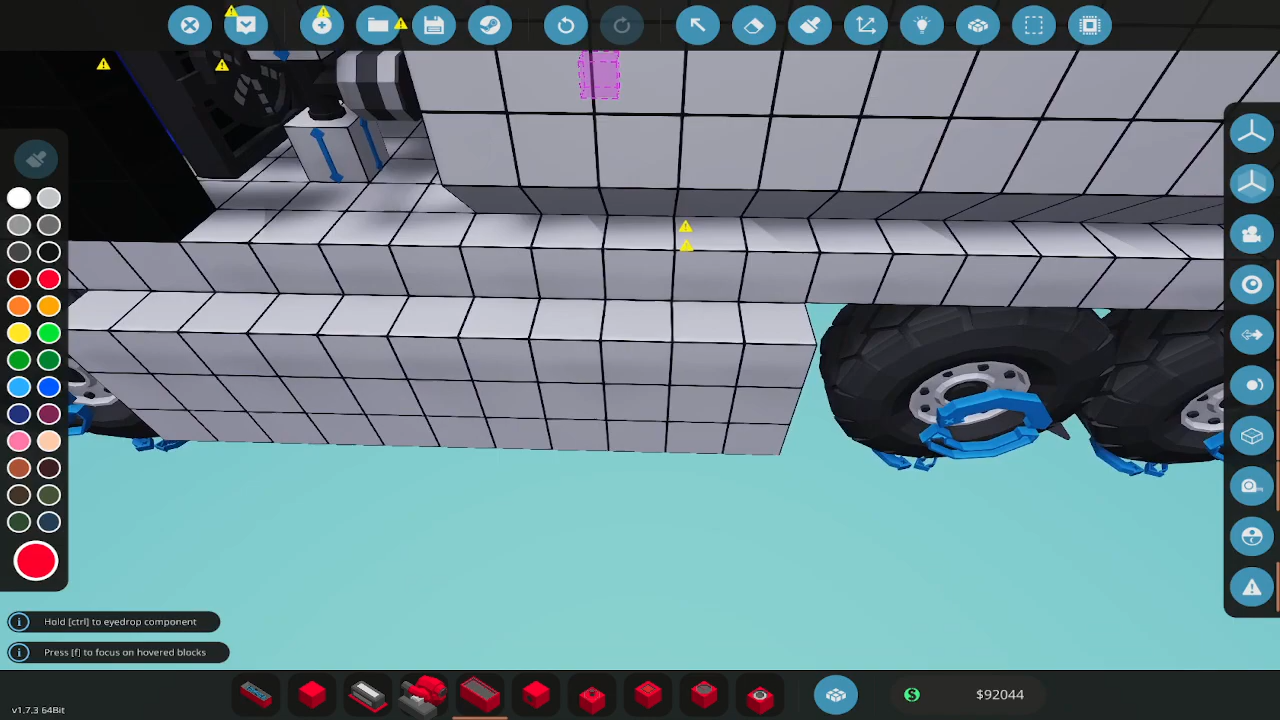 Hold [ctrl] to eyedrop component
Press [f] to focus on hovered blocks
$92044
v1.7.3 64Bit